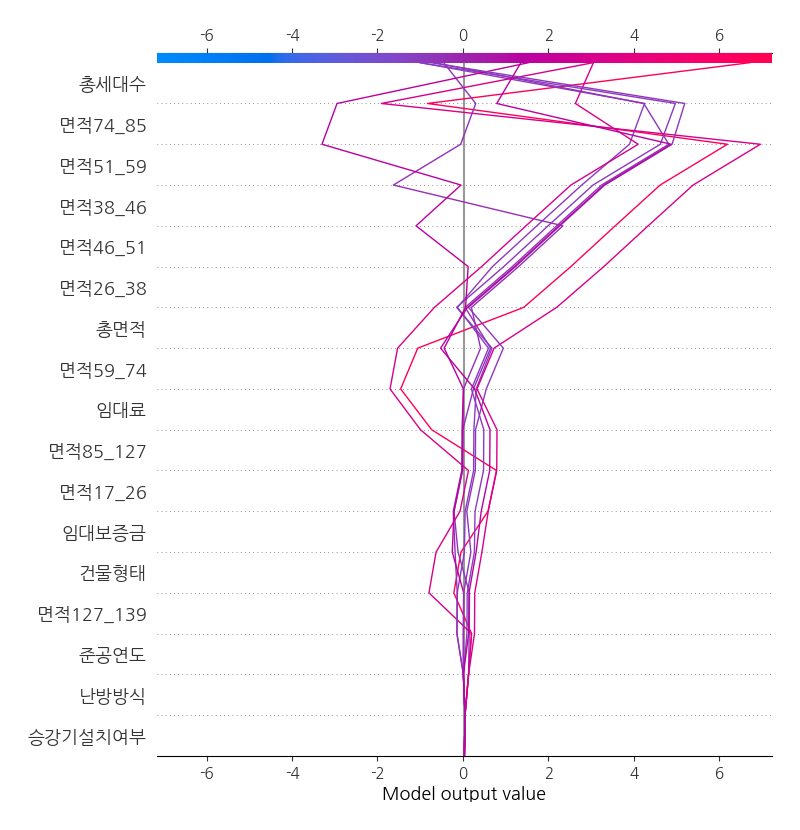 -6 -4 -2 0 2 4 6
총세대수
면적74_85
면적51_59
면적38_46
면적46_51
면적26_38
총면적
면적59_74
임대료
면적85_127
면적17_26
임대보증금
건물형태
면적127_139
준공연도
난방방식
승강기설치여부
-6 -4 -2 0 2 4 6
Model output value